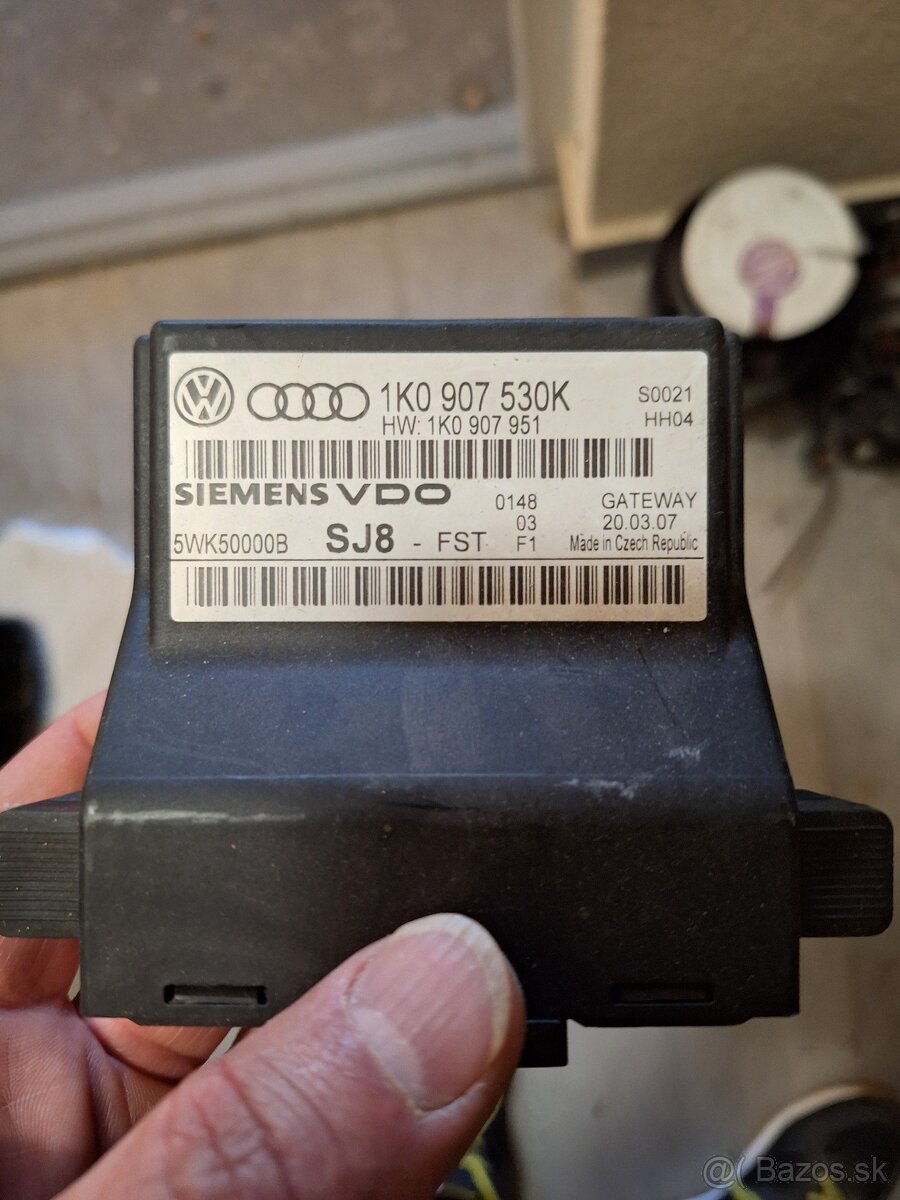 1K0 907 530K S0021
HW: 1K0 907 951 HH04
SIEMENS VDO 0148 GATEWAY
03 20.03.07
5WK50000B SJ8 - FST F1 Made in Czech Republic
@( Bazos.sk